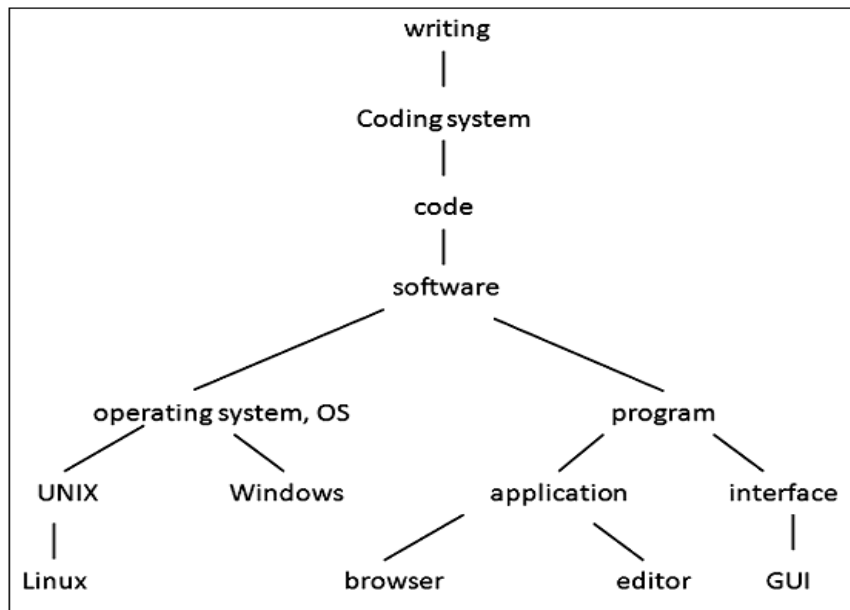 writing
Coding system
code
software
operating system, OS program
UNIX Windows application interface
Linux browser editor GUI